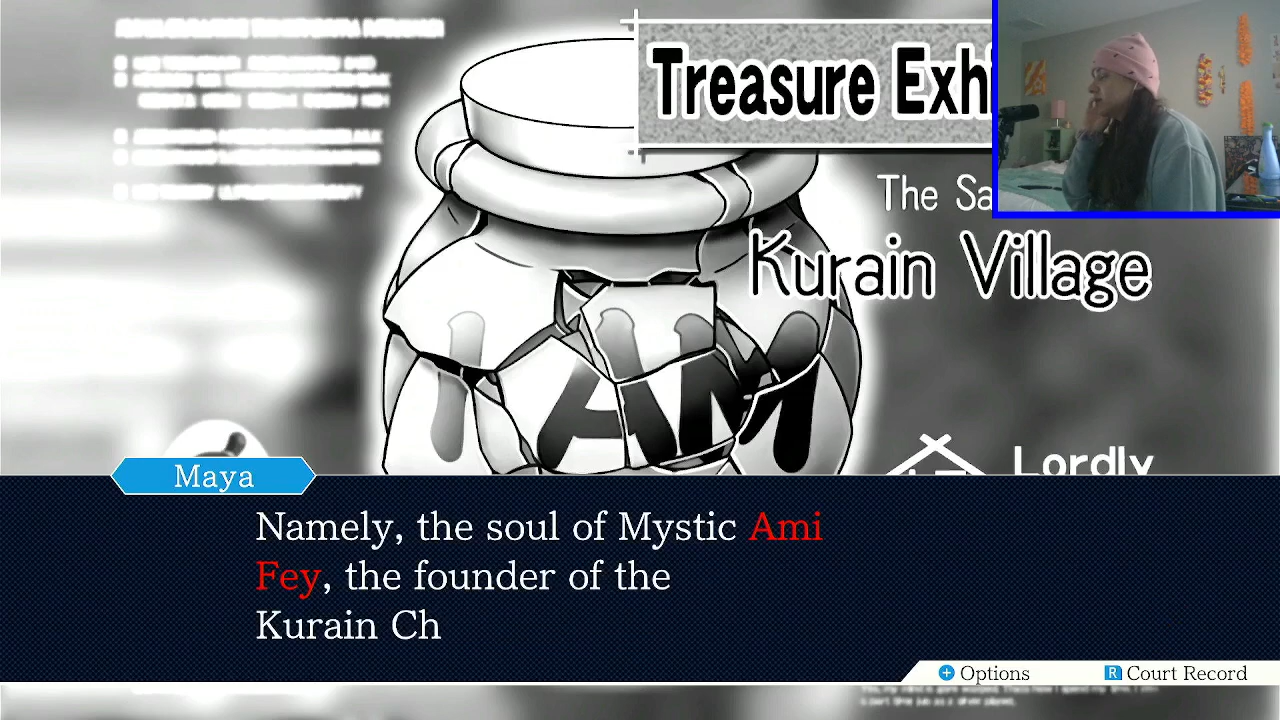 Treasure Exhi
The Sa
Kurain Village
I AM
Lordly
Maya
Namely, the soul of Mystic Ami
Fey, the founder of the
Kurain Ch
Options
R Court Record